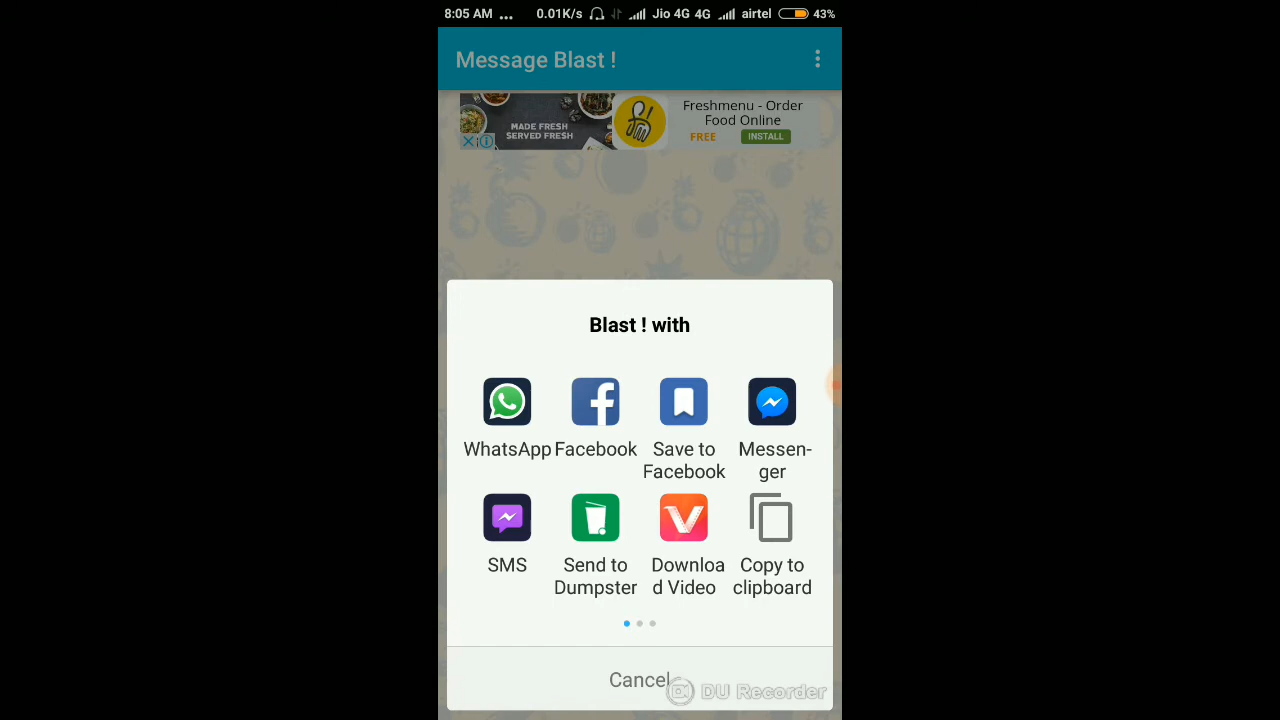 8:05 AM ... 0.01K/s Jio 4G 4G airtel 43%
Message Blast !
MADE FRESH
SERVED FRESH
Freshmenu - Order
Food Online
FREE INSTALL
Blast ! with
WhatsApp Facebook Save to Facebook Messen-ger
SMS Send to Dumpster Downloa d Video Copy to clipboard
Cancel
DU Recorder